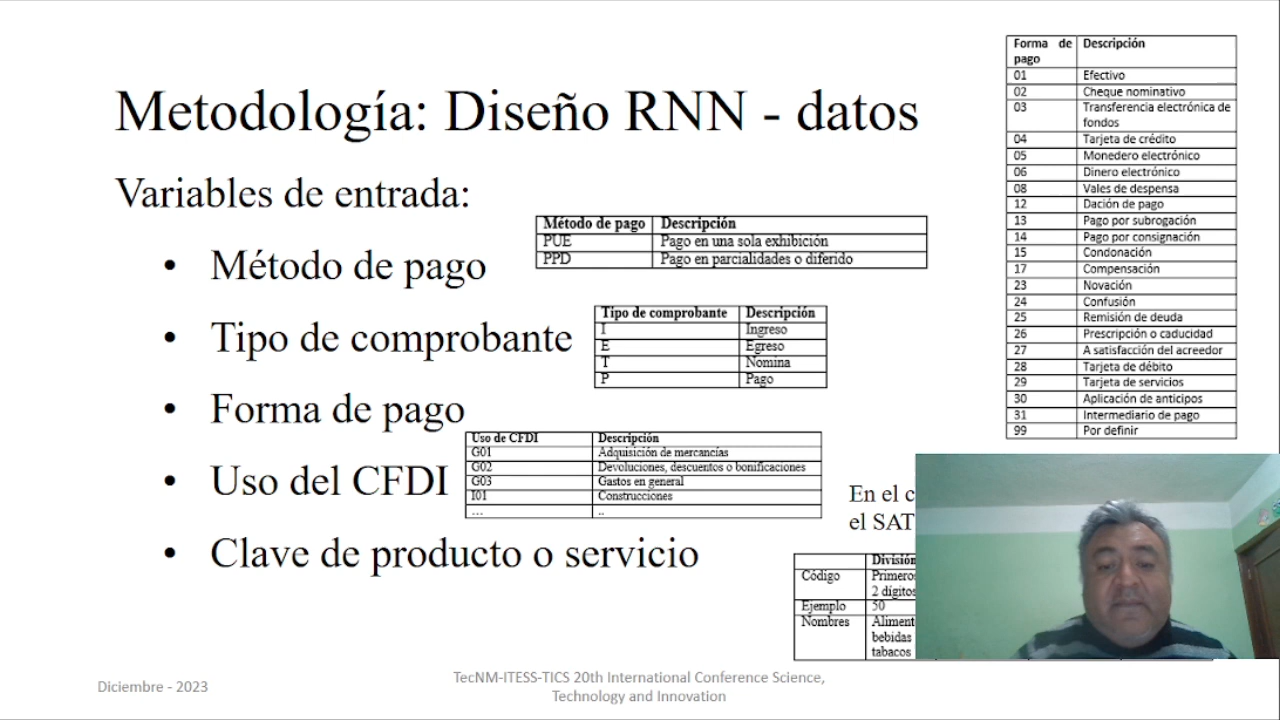 Metodología: Diseño RNN - datos
Variables de entrada:
• Método de pago
• Tipo de comprobante
• Forma de pago
• Uso del CFDI
• Clave de producto o servicio
Método de pago Descripción
PUE Pago en una sola exhibición
PPD Pago en parcialidades o diferido
Tipo de comprobante Descripción
I Ingreso
E Egreso
T Nomina
P Pago
Uso de CFDI Descripción
G01 Adquisición de mercancías
G02 Devoluciones, descuentos o bonificaciones
G03 Gastos en general
I01 Construcciones
... ..
Forma de pago Descripción
01 Efectivo
02 Cheque nominativo
03 Transferencia electrónica de
fondos
04 Tarjeta de crédito
05 Monedero electrónico
06 Dinero electrónico
08 Vales de despensa
12 Dación de pago
13 Pago por subrogación
14 Pago por consignación
15 Condonación
17 Compensación
23 Novación
24 Confusión
25 Remisión de deuda
26 Prescripción o caducidad
27 A satisfacción del acreedor
28 Tarjeta de débito
29 Tarjeta de servicios
30 Aplicación de anticipos
31 Intermediario de pago
99 Por definir
En el c
el SAT
División
Código Primeros
2 dígitos
Ejemplo 50
Nombres Aliment
bebidas
tabacos
Diciembre - 2023
TecNM-ITESS-TICS 20th International Conference Science,
Technology and Innovation